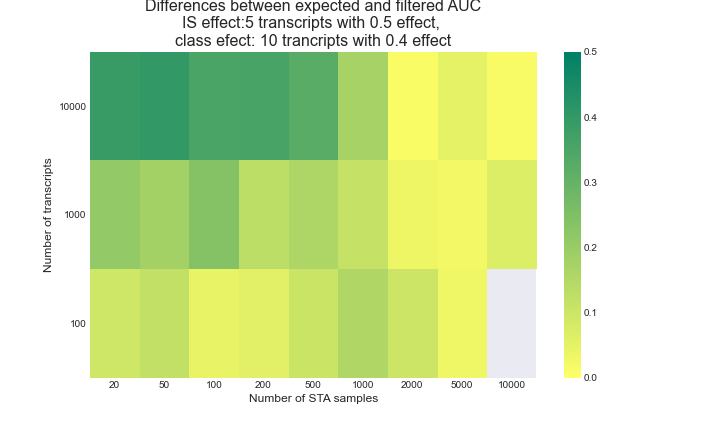 Differences between expected and filtered AUC
IS effect:5 transcripts with 0.5 effect,
class efect: 10 trancripts with 0.4 effect
0.5
10000
0.4
Number of transcripts
0.3
1000
0.2
0.1
100
0.0
20 50 100 200 500 1000 2000 5000 10000
Number of STA samples